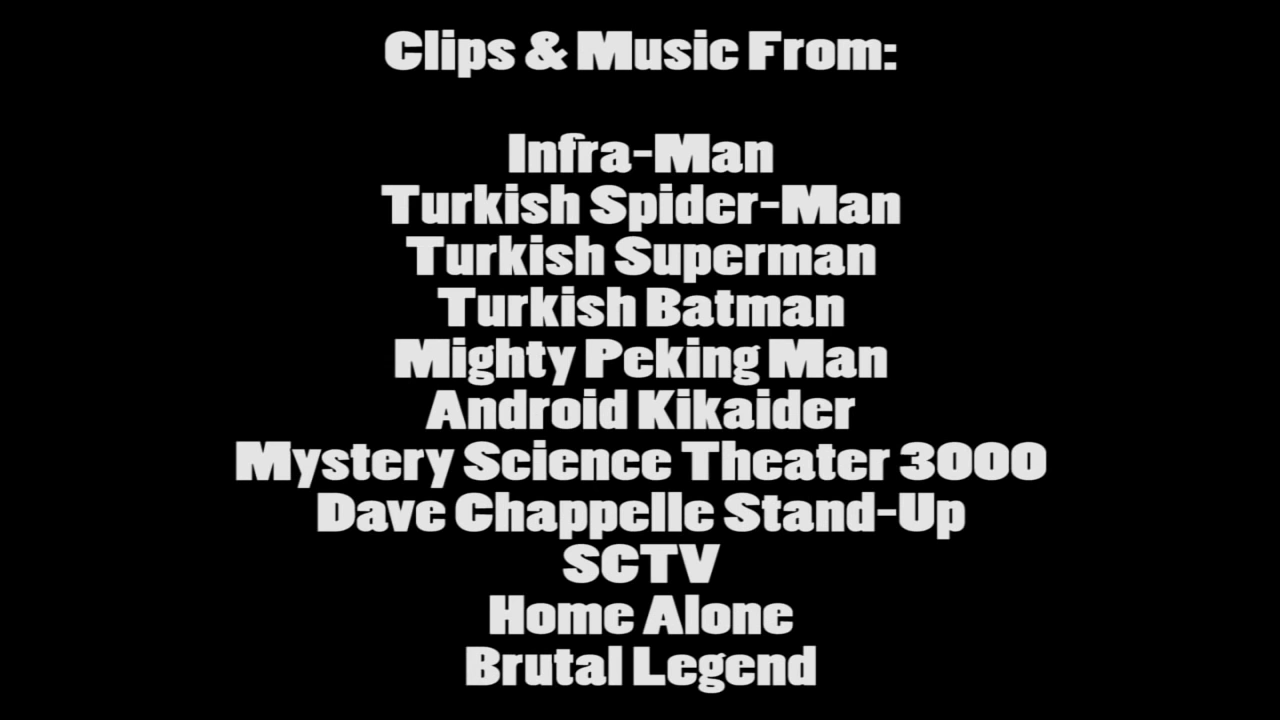 Clips & Music From:
Infra-Man
Turkish Spider-Man
Turkish Superman
Turkish Batman
Mighty Peking Man
Android Kikaider
Mystery Science Theater 3000
Dave Chappelle Stand-Up
SCTV
Home Alone
Brutal Legend